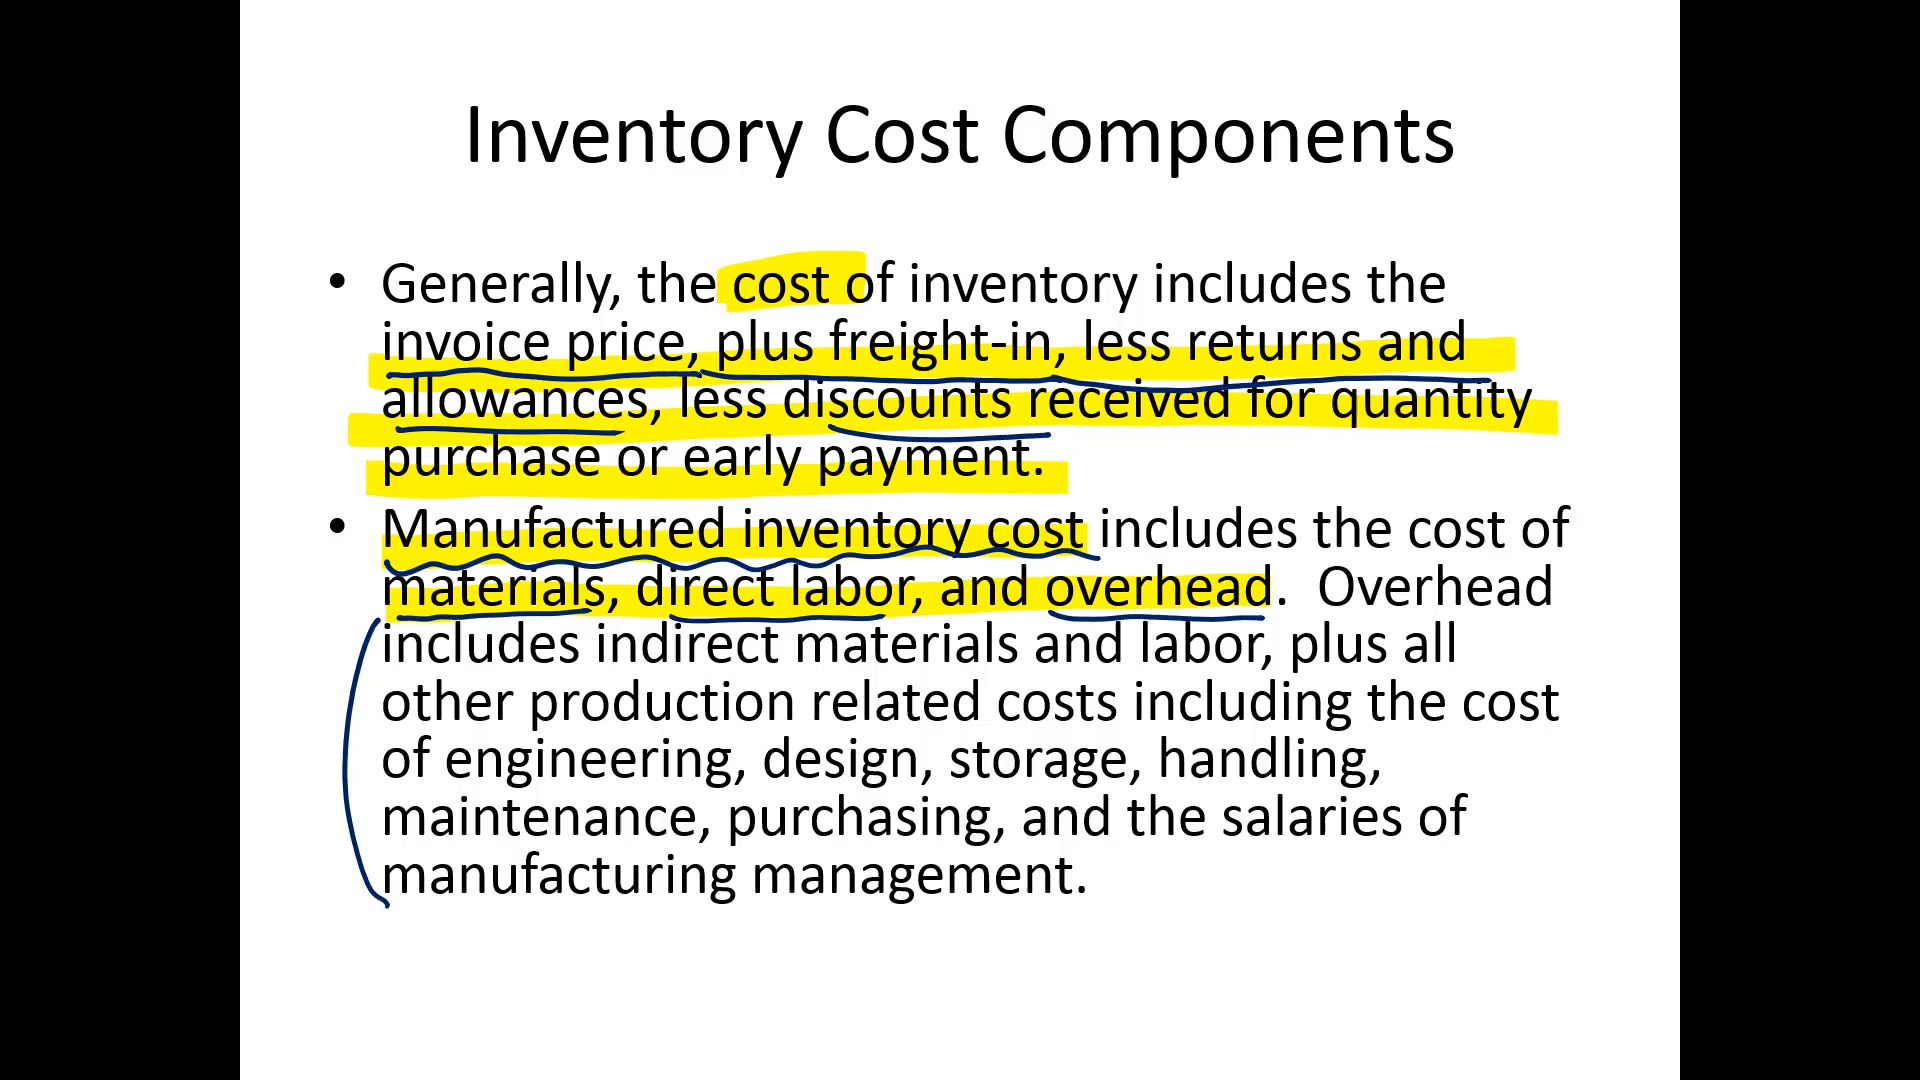 Inventory Cost Components
• Generally, the cost of inventory includes the
invoice price, plus freight-in, less returns and
allowances, less discounts received for quantity
purchase or early payment.
• Manufactured inventory cost includes the cost of
materials, direct labor, and overhead.  Overhead
includes indirect materials and labor, plus all
other production related costs including the cost
of engineering, design, storage, handling,
maintenance, purchasing, and the salaries of
manufacturing management.